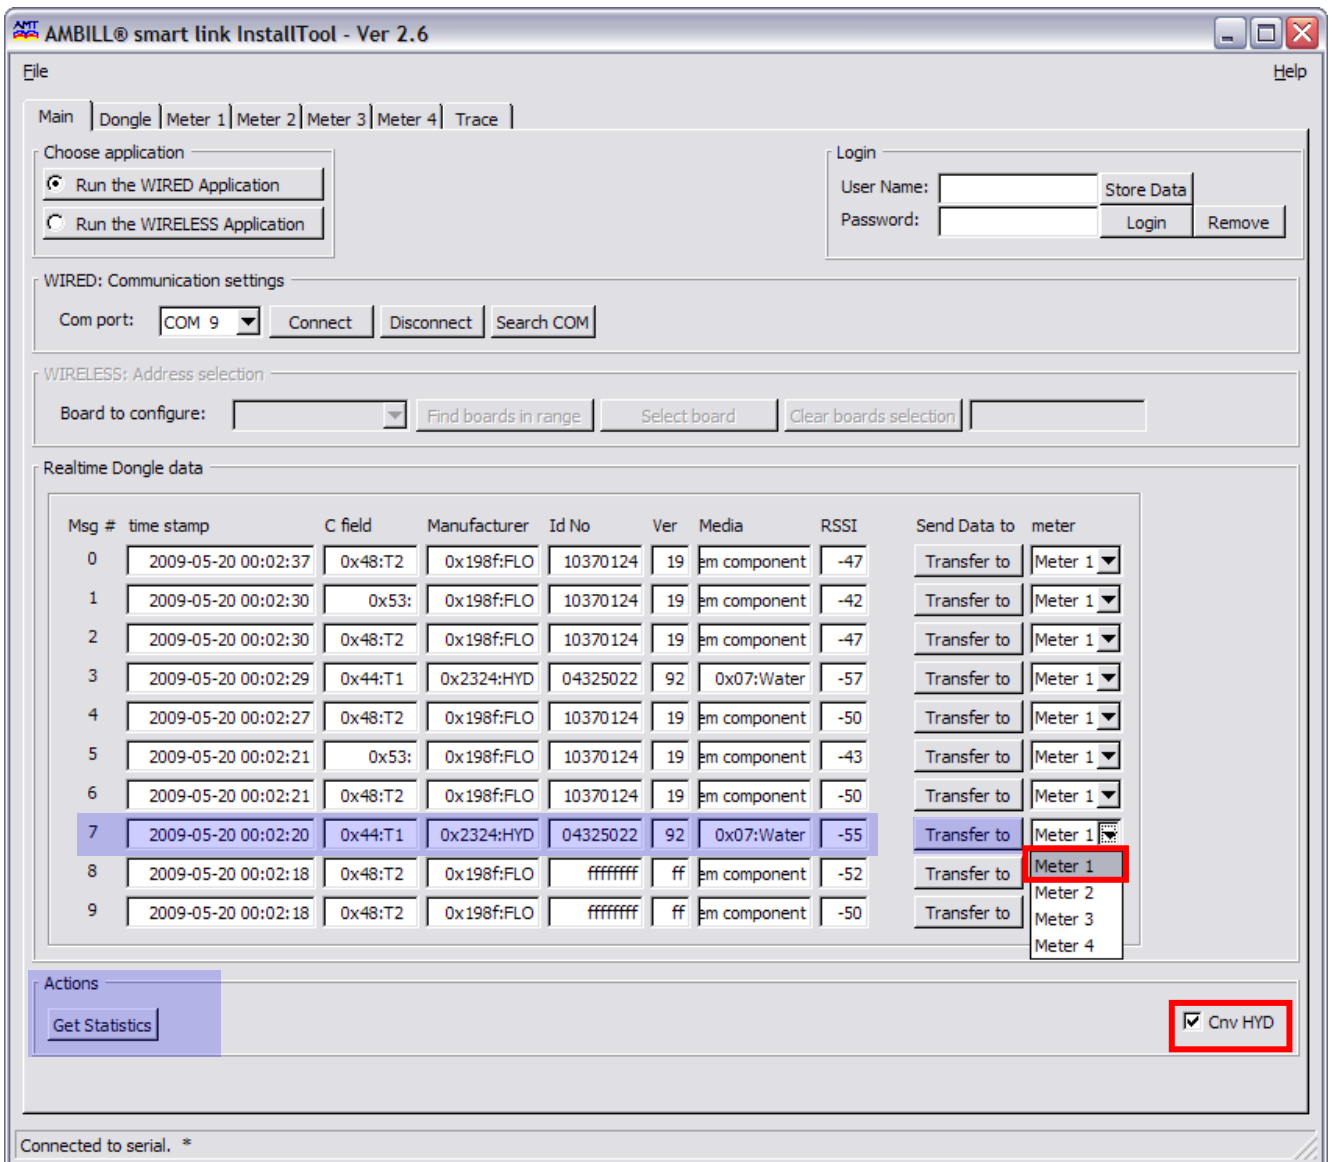 AMT AMBILL® smart link InstallTool - Ver 2.6
File Help
Main Dongle Meter 1 Meter 2 Meter 3 Meter 4 Trace
Choose application
Run the WIRED Application
Run the WIRELESS Application
Login
User Name: Store Data
Password: Login Remove
WIRED: Communication settings
Com port: COM 9 Connect Disconnect Search COM
WIRELESS: Address selection
Board to configure: Find boards in range Select board Clear boards selection
Realtime Dongle data
Msg # time stamp C field Manufacturer Id No Ver Media RSSI Send Data to meter
0 2009-05-20 00:02:37 0x48:T2 0x198f:FLO 10370124 19 em component -47 Transfer to Meter 1
1 2009-05-20 00:02:30 0x53: 0x198f:FLO 10370124 19 em component -42 Transfer to Meter 1
2 2009-05-20 00:02:30 0x48:T2 0x198f:FLO 10370124 19 em component -47 Transfer to Meter 1
3 2009-05-20 00:02:29 0x44:T1 0x2324:HYD 04325022 92 0x07:Water -57 Transfer to Meter 1
4 2009-05-20 00:02:27 0x48:T2 0x198f:FLO 10370124 19 em component -50 Transfer to Meter 1
5 2009-05-20 00:02:21 0x53: 0x198f:FLO 10370124 19 em component -43 Transfer to Meter 1
6 2009-05-20 00:02:21 0x48:T2 0x198f:FLO 10370124 19 em component -50 Transfer to Meter 1
7 2009-05-20 00:02:20 0x44:T1 0x2324:HYD 04325022 92 0x07:Water -55 Transfer to Meter 1
8 2009-05-20 00:02:18 0x48:T2 0x198f:FLO ffffffff ff em component -52 Transfer to
9 2009-05-20 00:02:18 0x48:T2 0x198f:FLO ffffffff ff em component -50 Transfer to
Meter 1
Meter 2
Meter 3
Meter 4
Actions
Get Statistics
Cnv HYD
Connected to serial. *